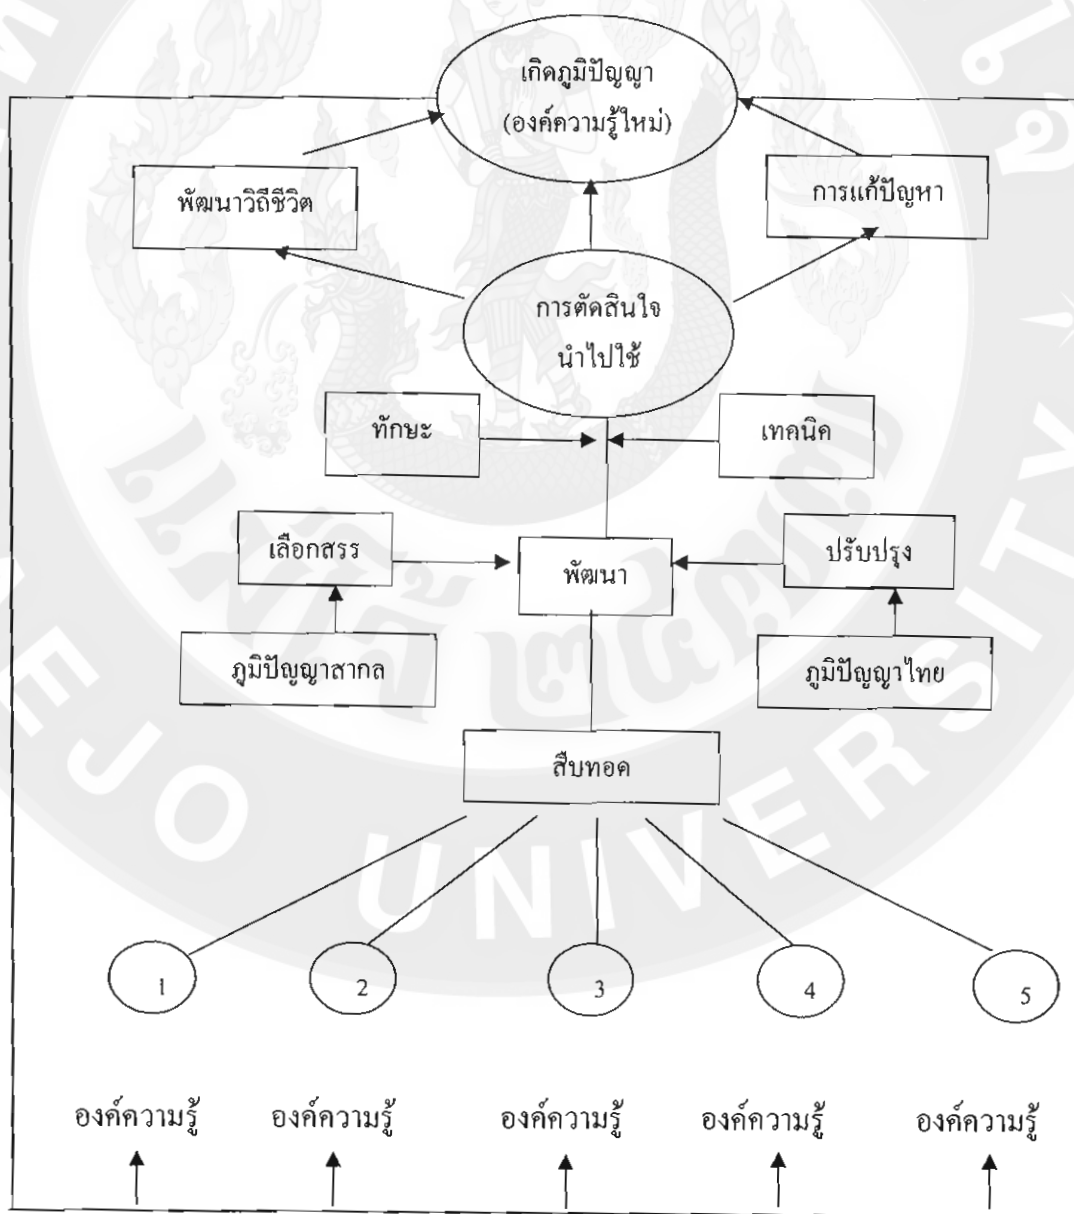 เกิดภูมิปัญญา
(องค์ความรู้ใหม่)
พัฒนาวิถีชีวิต
การแก้ปัญหา
การตัดสินใจ
นำไปใช้
ทักษะ
เทคนิค
เลือกสรร
พัฒนา
ปรับปรุง
ภูมิปัญญาสากล
ภูมิปัญญาไทย
สืบทอด
1
2
3
4
5
องค์ความรู้
องค์ความรู้
องค์ความรู้
องค์ความรู้
องค์ความรู้
EJO UNIVERSITY